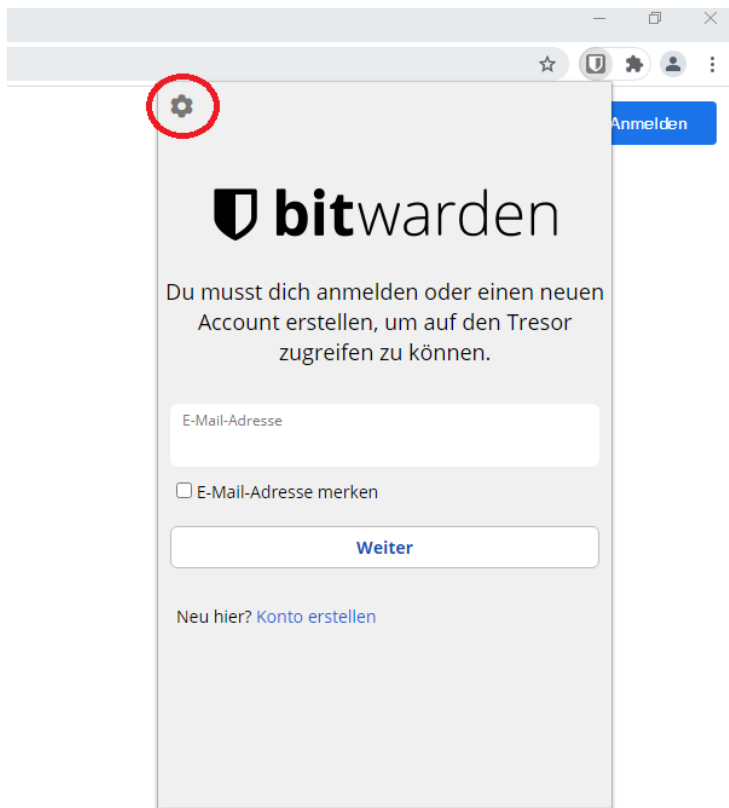 Anmelden
bitwarden
Du musst dich anmelden oder einen neuen
Account erstellen, um auf den Tresor
zugreifen zu können.
E-Mail-Adresse
E-Mail-Adresse merken
Weiter
Neu hier? Konto erstellen